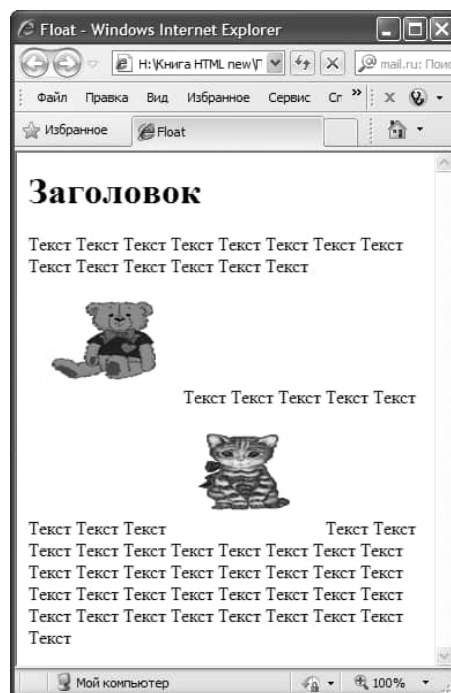 Float - Windows Internet Explorer
H:\Книга HTML new\Г
mail.ru: Поис
Файл Правка Вид Избранное Сервис Ст »
Избранное
Float
Заголовок
Текст Текст Текст Текст Текст Текст Текст Текст
Текст Текст Текст Текст Текст Текст
Текст Текст Текст Текст Текст
Текст Текст Текст Текст Текст
Текст Текст Текст Текст Текст Текст Текст Текст
Текст Текст Текст Текст Текст Текст Текст Текст
Текст Текст Текст Текст Текст Текст Текст Текст
Текст Текст Текст Текст Текст Текст Текст Текст
Текст
Мой компьютер
100%